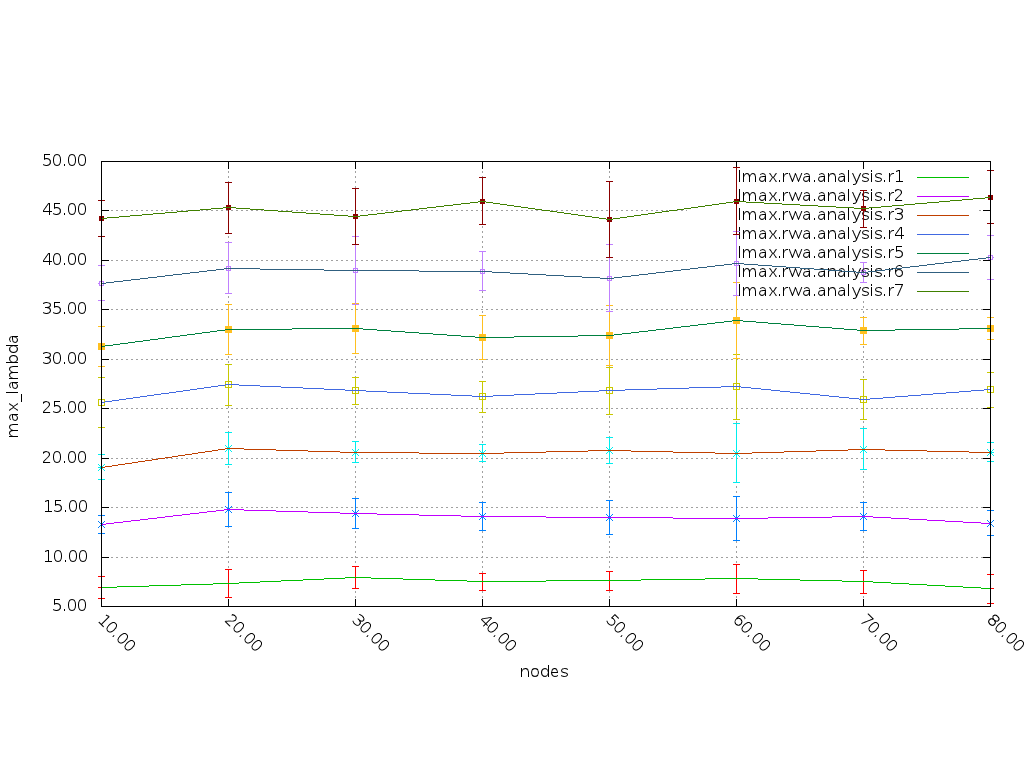 50.00
45.00
40.00
35.00
30.00
25.00
20.00
15.00
10.00
5.00
max_lambda
lmax.rwa.analysis.r1
lmax.rwa.analysis.r2
lmax.rwa.analysis.r3
lmax.rwa.analysis.r4
lmax.rwa.analysis.r5
lmax.rwa.analysis.r6
lmax.rwa.analysis.r7
10.00
20.00
30.00
40.00
50.00
60.00
70.00
80.00
nodes